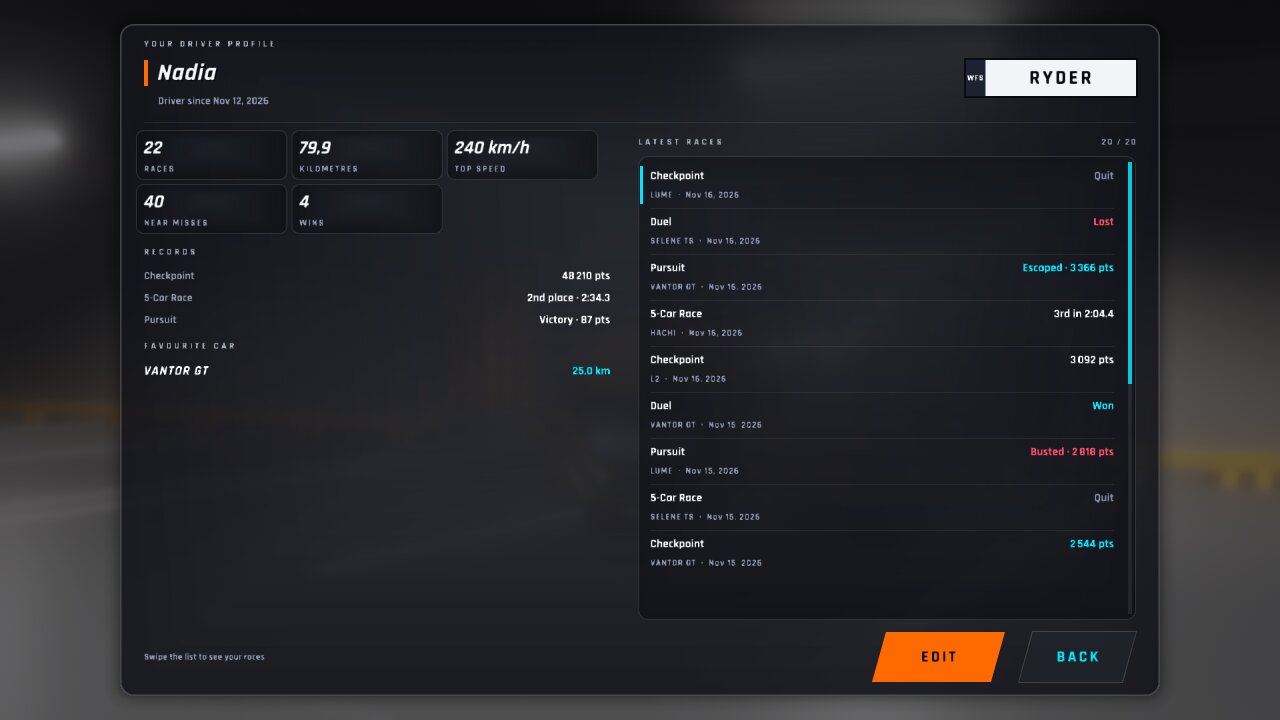 YOUR DRIVER PROFILE
Nadia
Driver since Nov 12, 2026
WFS RYDER
22
RACES
79,9
KILOMETRES
240 km/h
TOP SPEED
40
NEAR MISSES
4
WINS
RECORDS
Checkpoint 48 210 pts
5-Car Race 2nd place · 2:34.3
Pursuit Victory · 87 pts
FAVOURITE CAR
VANTOR GT 25.0 km
LATEST RACES 20 / 20
Checkpoint Quit
LUME · Nov 16, 2026
Duel Lost
SELENE TS · Nov 16, 2026
Pursuit Escaped · 3 366 pts
VANTOR GT · Nov 16, 2026
5-Car Race 3rd in 2:04.4
HACHI · Nov 16, 2026
Checkpoint 3 092 pts
L2 · Nov 16, 2026
Duel Won
VANTOR GT · Nov 15 2026
Pursuit Busted · 2 818 pts
LUME · Nov 15, 2026
5-Car Race Quit
SELENE TS · Nov 15, 2026
Checkpoint 2 544 pts
VANTOR GT · Nov 15 2026
Swipe the list to see your races
EDIT
BACK